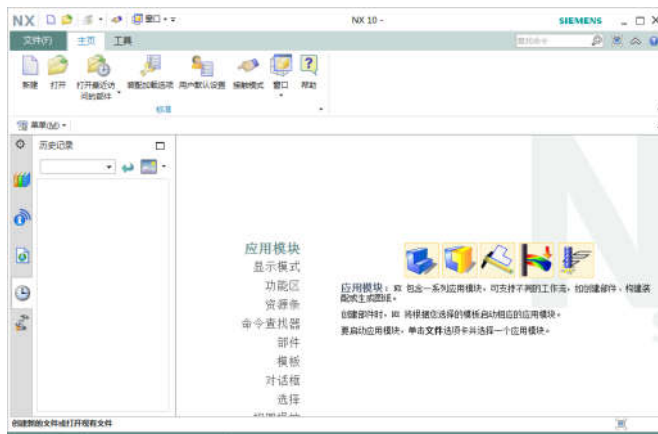 NX
窗口
NX 10 -
SIEMENS
文件(F)
主页
工具
查找命令
新建
打开
打开最近访问的部件
装配加载选项
用户默认设置
接触模式
窗口
帮助
标准
菜单(M)
历史记录
应用模块
显示模式
功能区
资源条
命令查找器
部件
模板
对话框
选择
应用模块：NX 包含一系列应用模块，可支持不同的工作流，如创建部件、构建装
配或生成图纸。
创建部件时，NX 将根据您选择的模板启动相应的应用模块。
要启动应用模块，单击文件选项卡并选择一个应用模块。
创建新的文件或打开现有文件